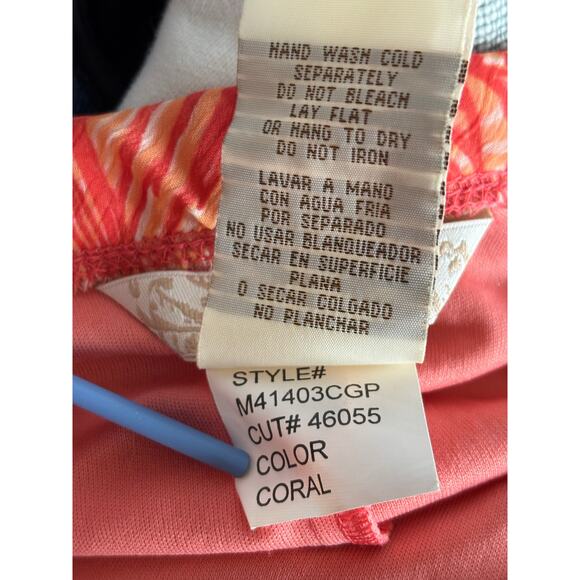 HAND WASH COLD
SEPARATELY
DO NOT BLEACH
LAY FLAT
OR HANG TO DRY
DO NOT IRON
LAVAR A MANO
CON AGUA FRIA
POR SEPARADO
NO USAR BLANQUEADOR
SECAR EN SUPERFICIE
PLANA
O SECAR COLGADO
NO PLANCHAR
STYLE#
M41403CGP
CUT# 46055
COLOR
CORAL